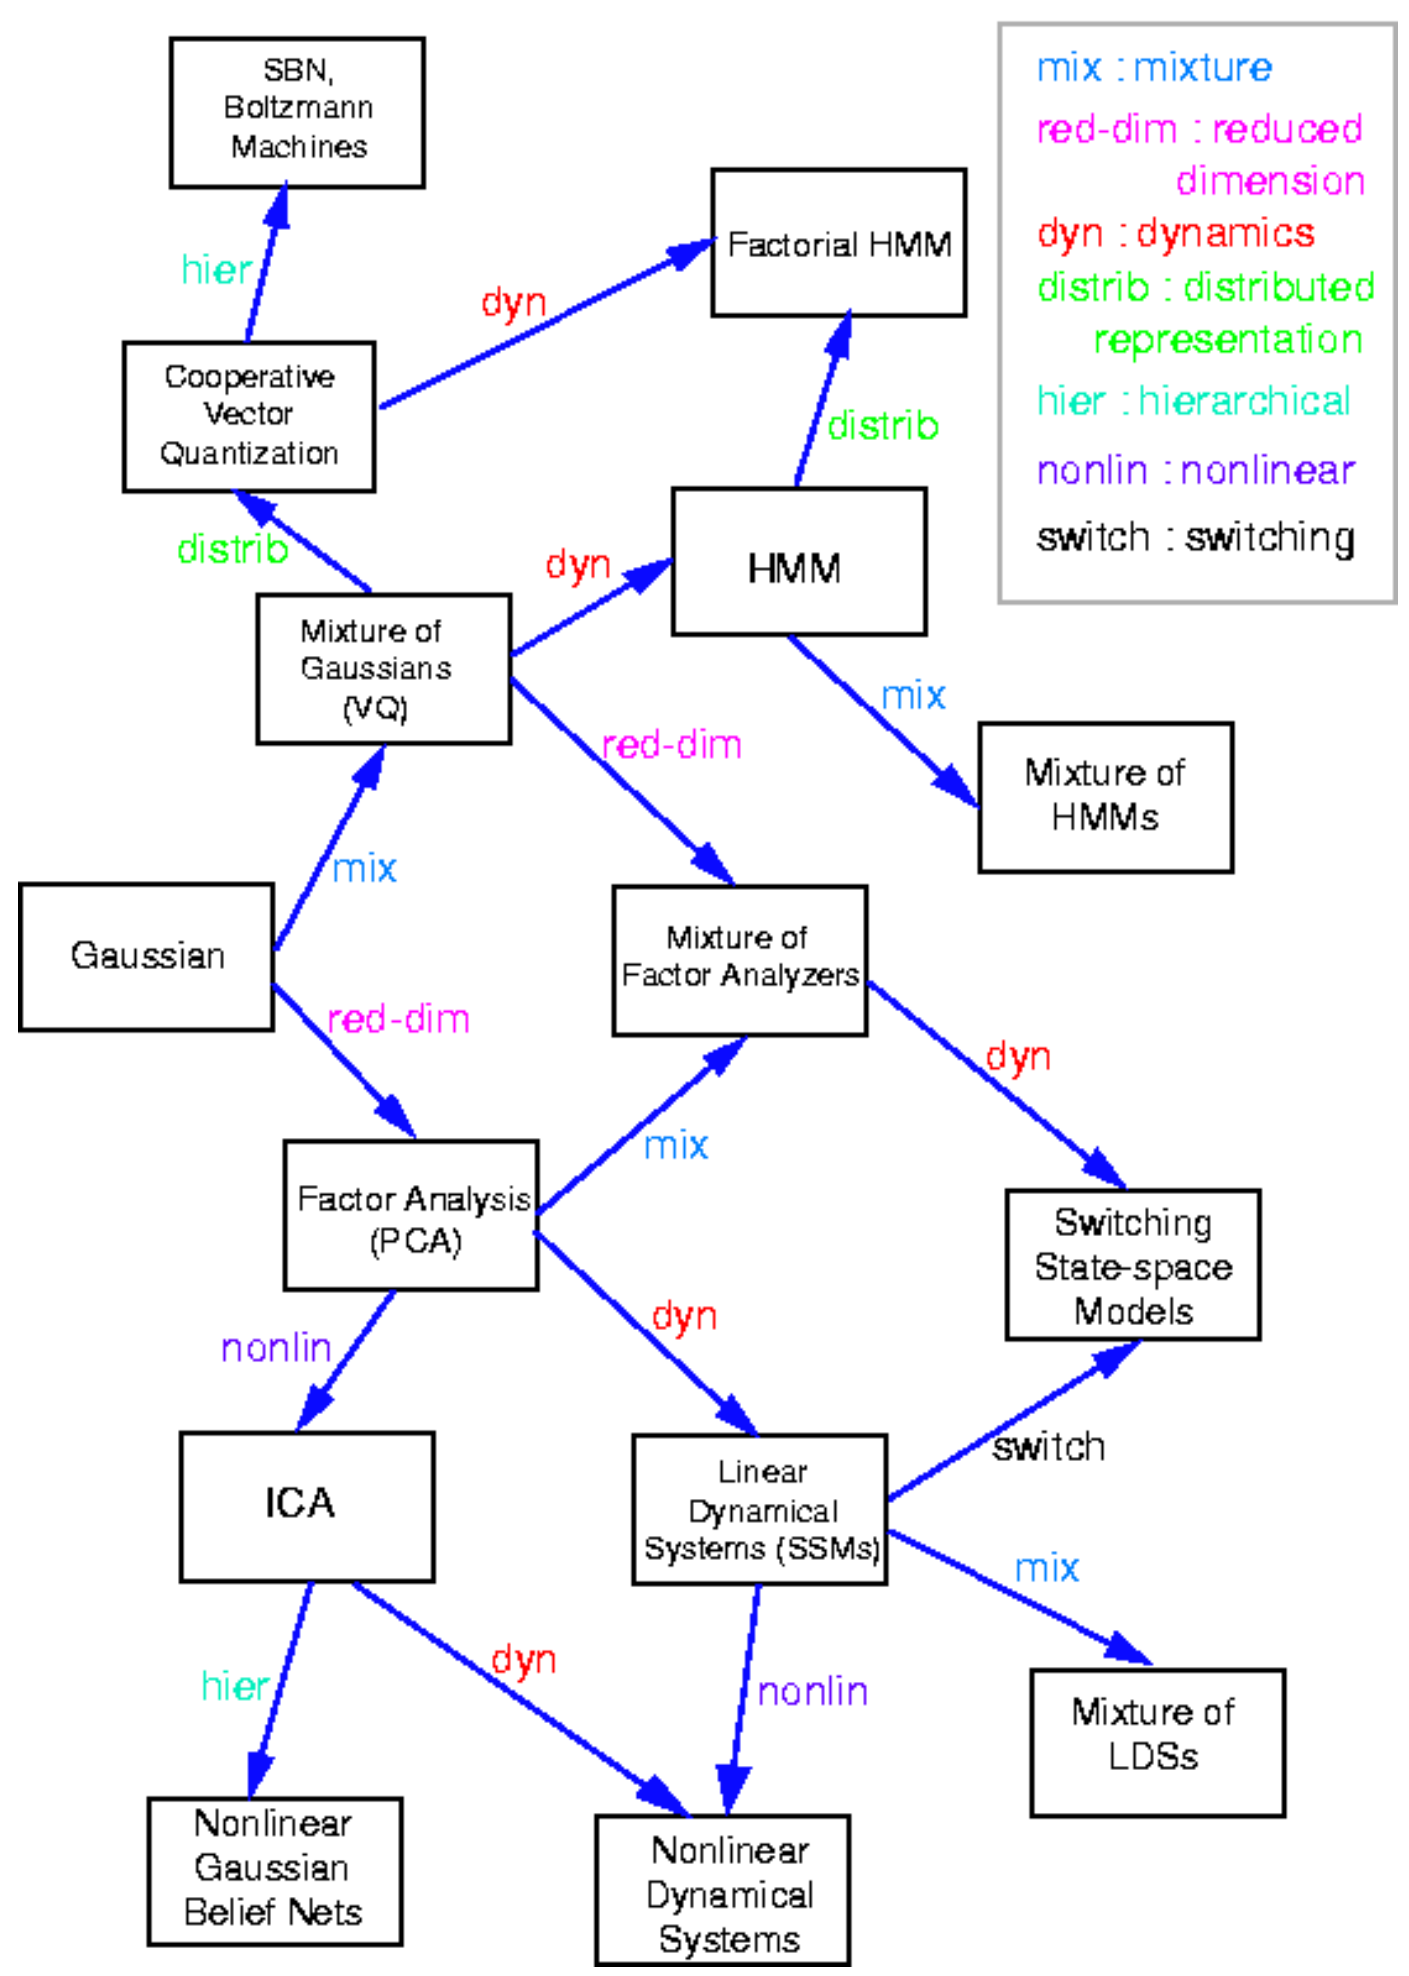 SBN,
Boltzmann
Machines
mix : mixture
red-dim : reduced
dimension
dyn : dynamics
distrib : distributed
representation
hier : hierarchical
nonlin : nonlinear
switch : switching
Factorial HMM
hier
dyn
Cooperative
Vector
Quantization
distrib
distrib
dyn
HMM
Mixture of
Gaussians
(VQ)
mix
red-dim
Mixture of
HMMs
mix
Gaussian
Mixture of
Factor Analyzers
red-dim
dyn
mix
Factor Analysis
(PCA)
Switching
State-space
Models
dyn
nonlin
switch
ICA
Linear
Dynamical
Systems (SSMs)
mix
hier
dyn
nonlin
Mixture of
LDSs
Nonlinear
Gaussian
Belief Nets
Nonlinear
Dynamical
Systems